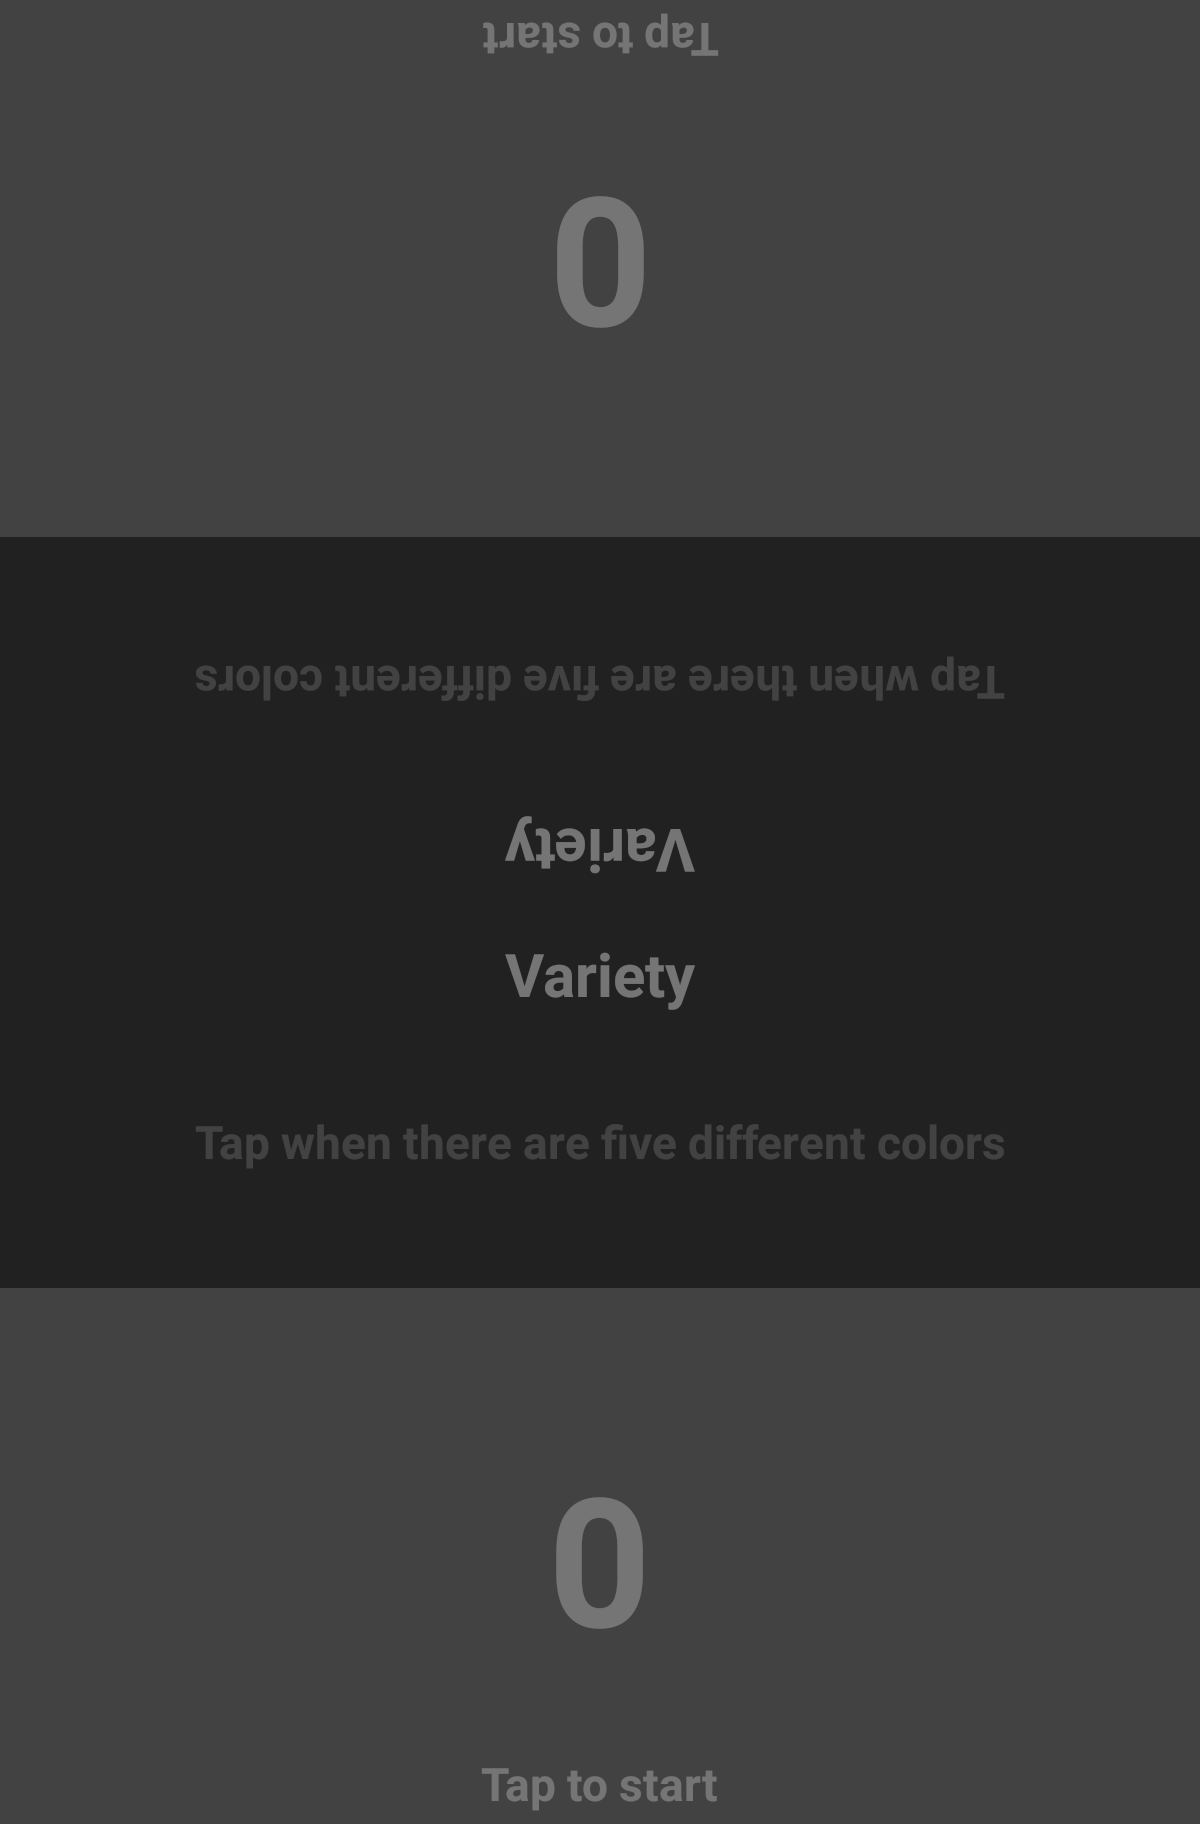 Tap to start
0
Tap when there are five different colors
Variety
Variety
Tap when there are five different colors
0
Tap to start